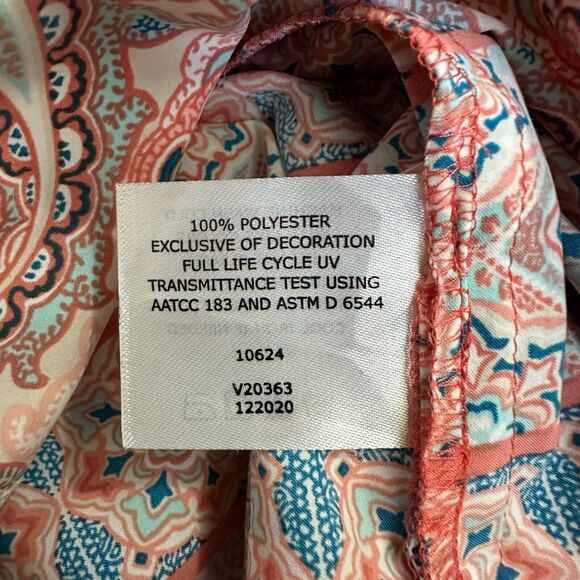 100% POLYESTER
EXCLUSIVE OF DECORATION
FULL LIFE CYCLE UV
TRANSMITTANCE TEST USING
AATCC 183 AND ASTM D 6544
10624
V20363
122020